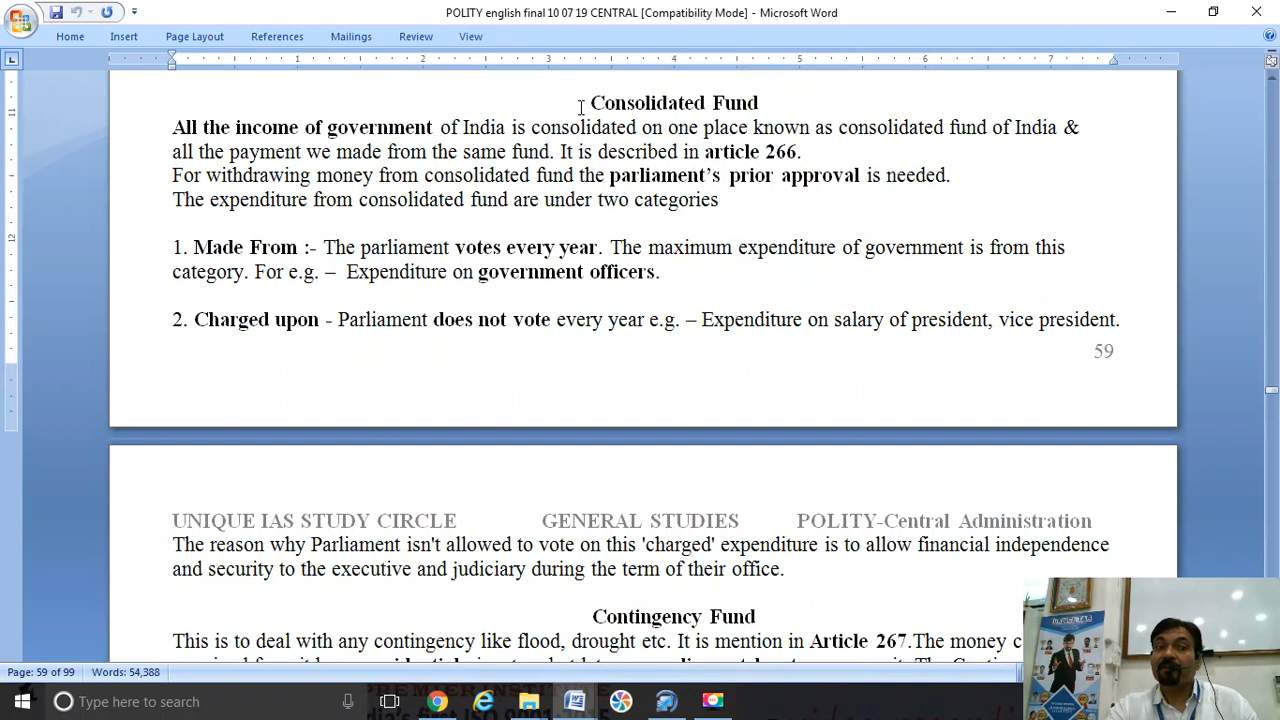 POLITY english final 10 07 19 CENTRAL [Compatibility Mode] - Microsoft Word
Home Insert Page Layout References Mailings Review View
1 2 3 4 5 6 7
11
12
Consolidated Fund
All the income of government of India is consolidated on one place known as consolidated fund of India &
all the payment we made from the same fund. It is described in article 266.
For withdrawing money from consolidated fund the parliament's prior approval is needed.
The expenditure from consolidated fund are under two categories
1. Made From :- The parliament votes every year. The maximum expenditure of government is from this
category. For e.g. – Expenditure on government officers.
2. Charged upon - Parliament does not vote every year e.g. – Expenditure on salary of president, vice president.
59
UNIQUE IAS STUDY CIRCLE GENERAL STUDIES POLITY-Central Administration
The reason why Parliament isn't allowed to vote on this 'charged' expenditure is to allow financial independence
and security to the executive and judiciary during the term of their office.
Contingency Fund
This is to deal with any contingency like flood, drought etc. It is mention in Article 267.The money
Page: 59 of 99 Words: 54,388
Type here to search